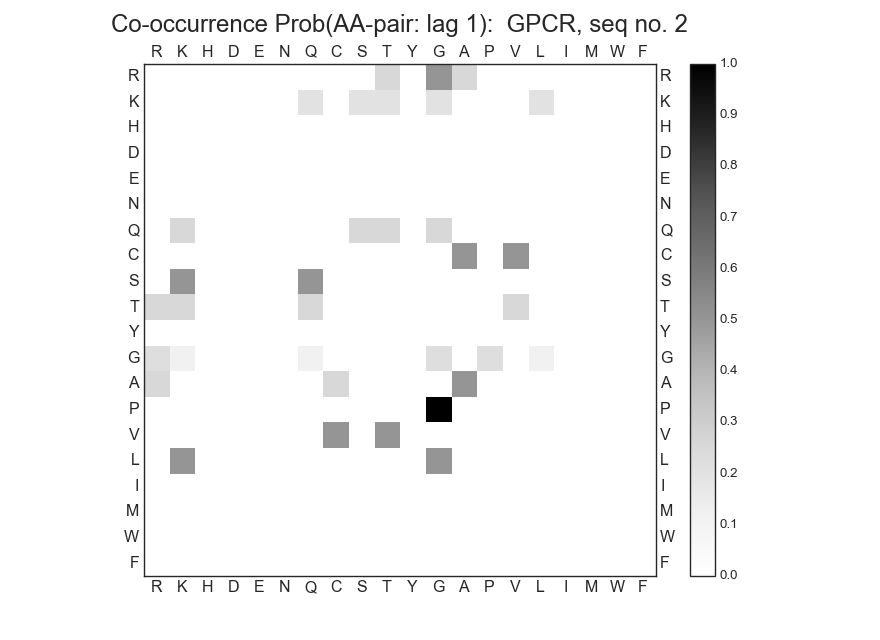 Co-occurrence Prob(AA-pair: lag 1):  GPCR, seq no. 2
R K H D E N Q C S T Y G A P V L I M W F
R R 1.0
K K 0.9
H H
D D 0.8
E E
N N 0.7
Q Q
C C 0.6
S S
T T 0.5
Y Y
G G 0.4
A A
P P 0.3
V V
L L 0.2
I I
M M 0.1
W W
F F 0.0
R K H D E N Q C S T Y G A P V L I M W F